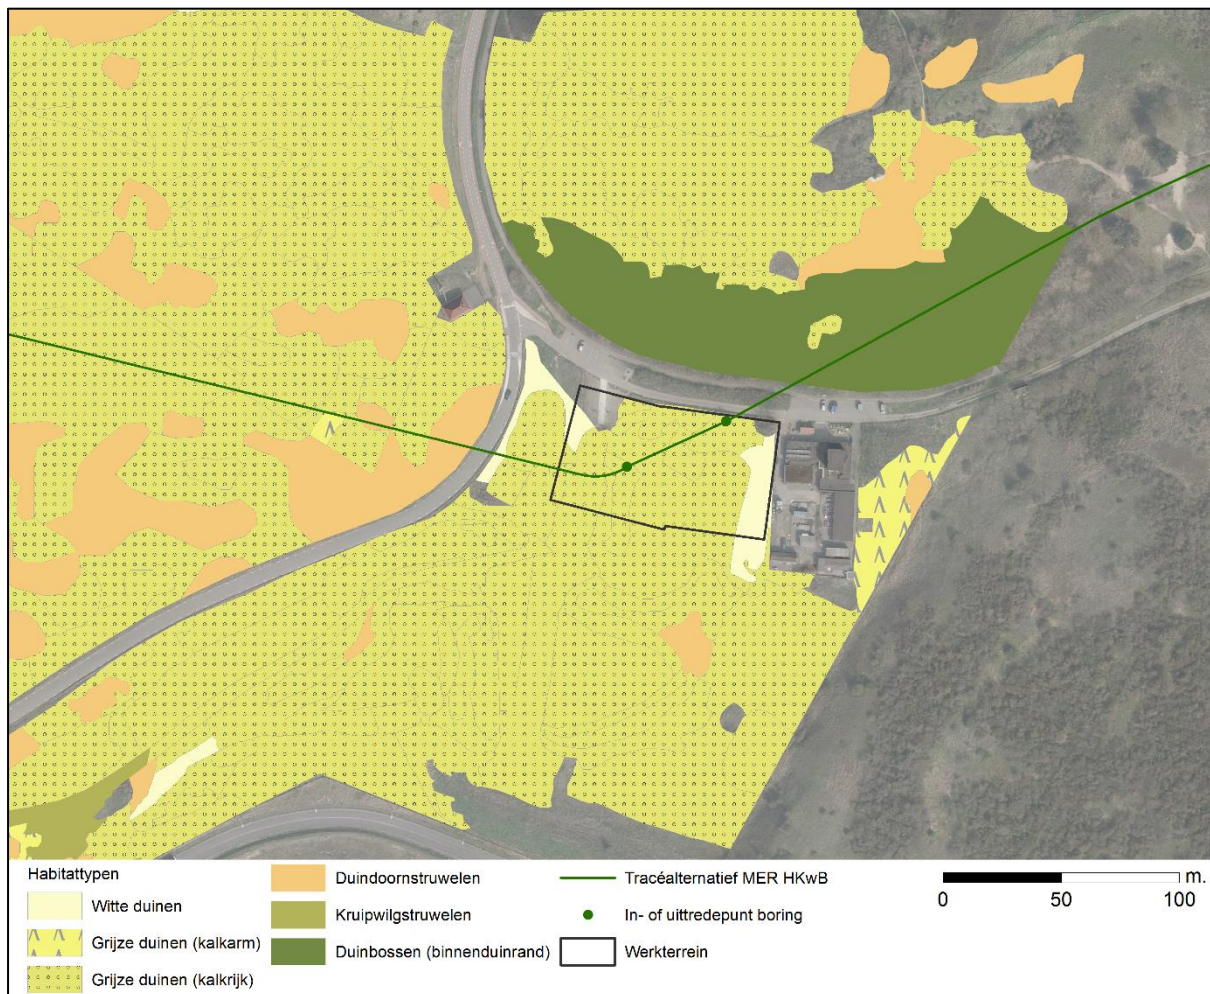 Habitattypen
Witte duinen
Grijze duinen (kalkarm)
Grijze duinen (kalkrijk)
Duindoornstruwelen
Kruipwilgstruwelen
Duinbossen (binnenduinrand)
Tracéalternatief MER HKwB
In- of uittredepunt boring
Werkterrein
m.
0 50 100